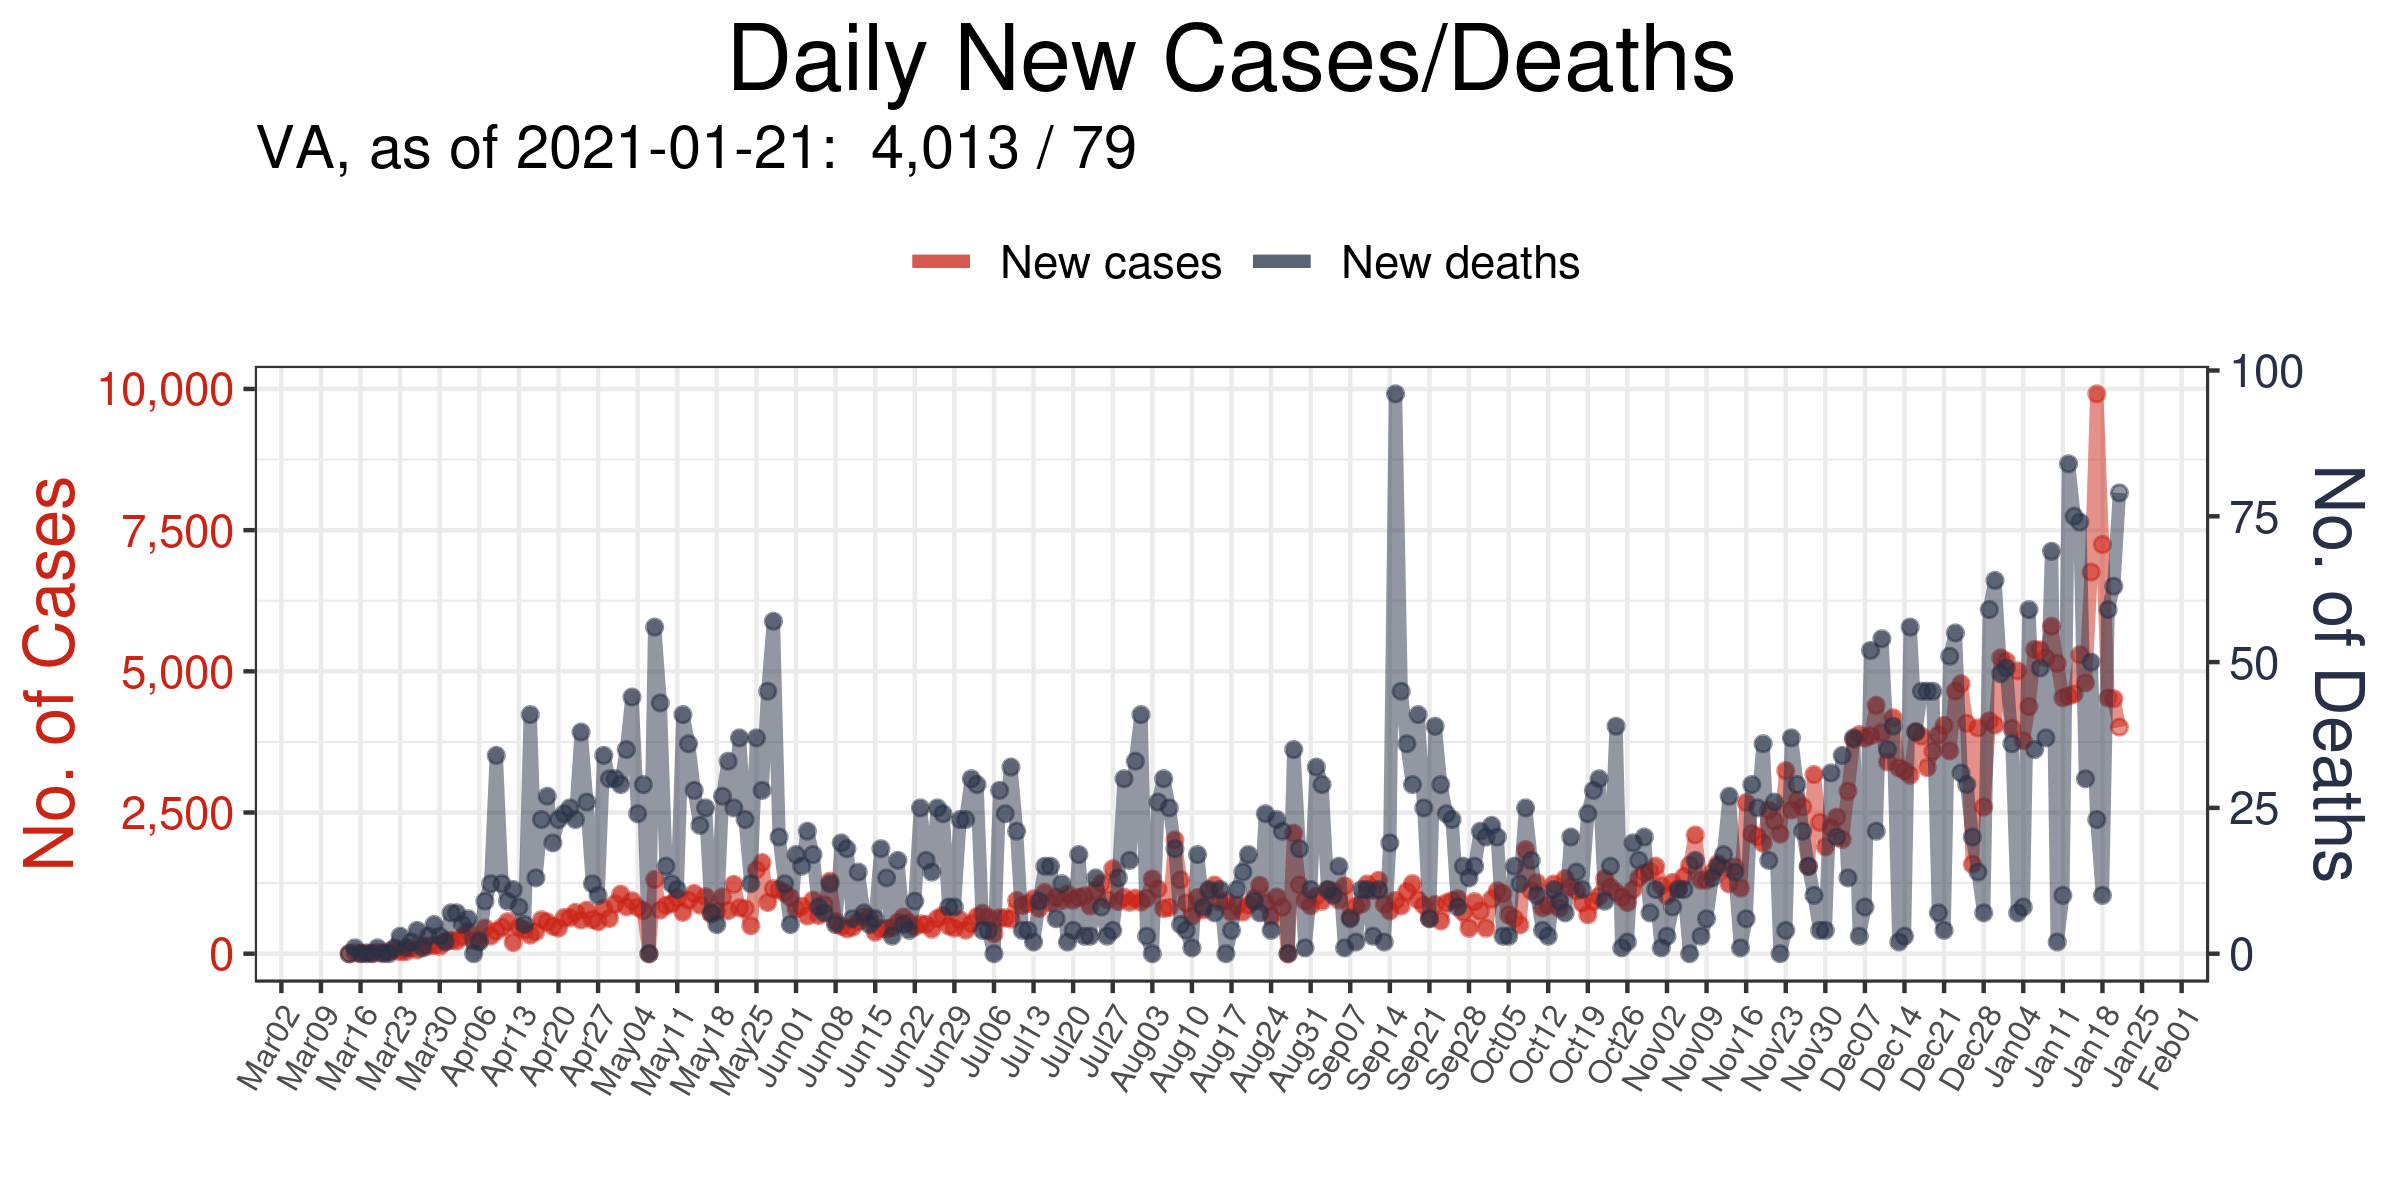 Daily New Cases/Deaths
VA, as of 2021-01-21:  4,013 / 79
New cases
New deaths
No. of Cases
10,000
7,500
5,000
2,500
0
100
75
50
25
0
No. of Deaths
Mar02
Mar09
Mar16
Mar23
Mar30
Apr06
Apr13
Apr20
Apr27
May04
May11
May18
May25
Jun01
Jun08
Jun15
Jun22
Jun29
Jul06
Jul13
Jul20
Jul27
Aug03
Aug10
Aug17
Aug24
Aug31
Sep07
Sep14
Sep21
Sep28
Oct05
Oct12
Oct19
Oct26
Nov02
Nov09
Nov16
Nov23
Nov30
Dec07
Dec14
Dec21
Dec28
Jan04
Jan11
Jan18
Jan25
Feb01